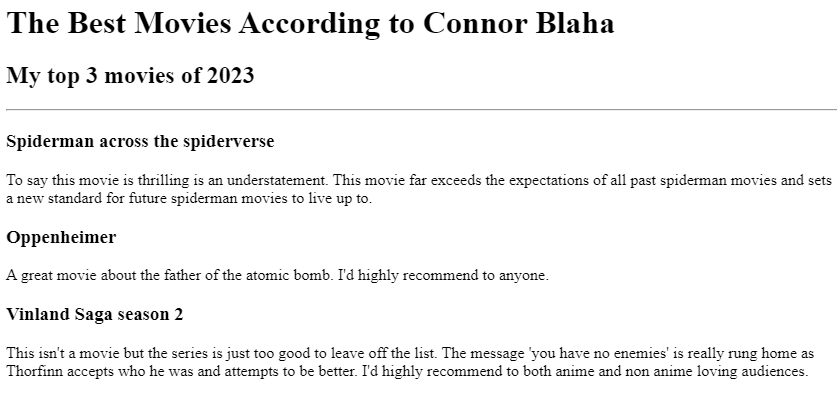 The Best Movies According to Connor Blaha
My top 3 movies of 2023
Spiderman across the spiderverse
To say this movie is thrilling is an understatement. This movie far exceeds the expectations of all past spiderman movies and sets
a new standard for future spiderman movies to live up to.
Oppenheimer
A great movie about the father of the atomic bomb. I'd highly recommend to anyone.
Vinland Saga season 2
This isn't a movie but the series is just too good to leave off the list. The message 'you have no enemies' is really rung home as
Thorfinn accepts who he was and attempts to be better. I'd highly recommend to both anime and non anime loving audiences.